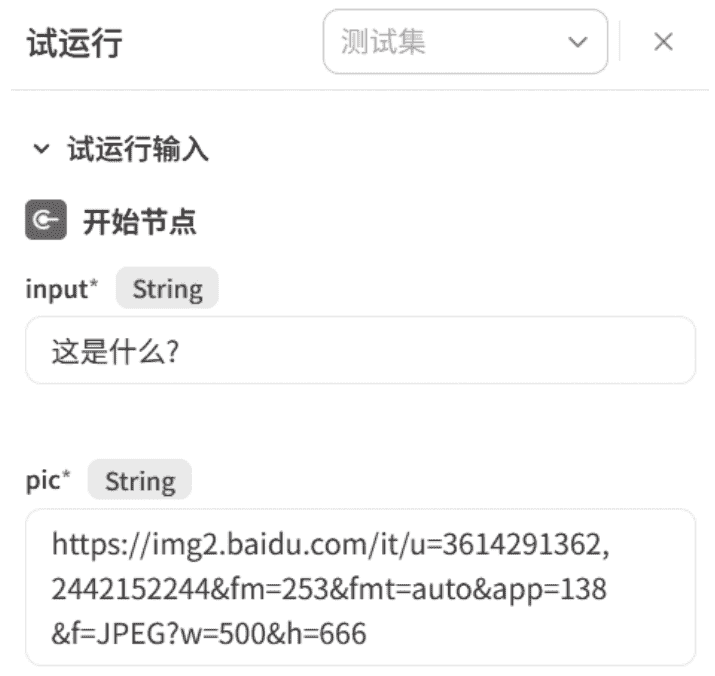 试运行 测试集
试运行输入
开始节点
input* String
这是什么?
pic* String
https://img2.baidu.com/it/u=3614291362,
2442152244&fm=253&fmt=auto&app=138
&f=JPEG?w=500&h=666